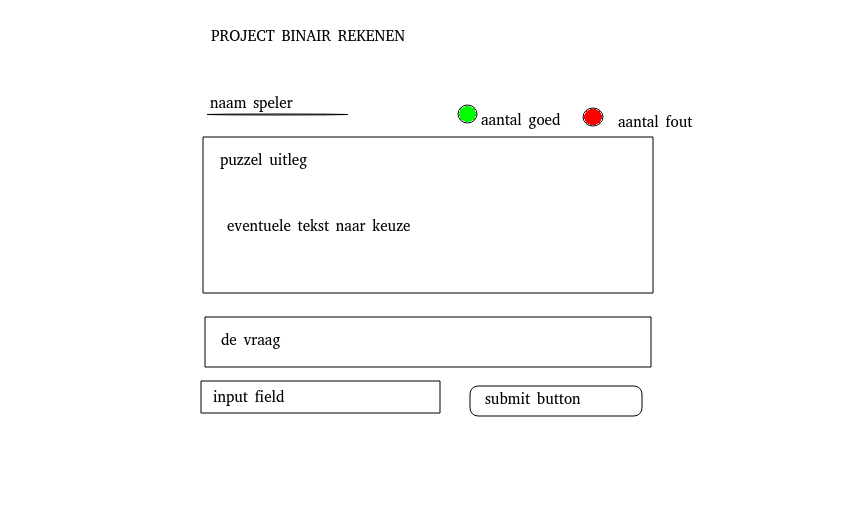 PROJECT BINAIR REKENEN
naam speler
aantal goed
aantal fout
puzzel uitleg
eventuele tekst naar keuze
de vraag
input field
submit button